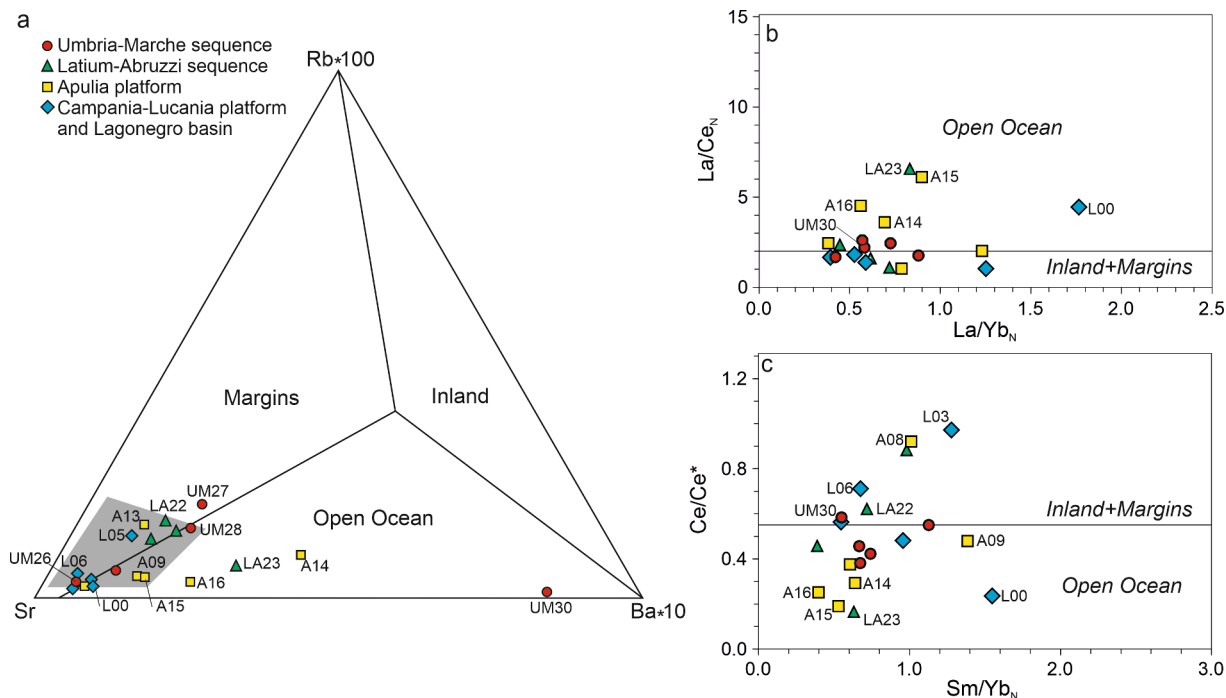 a
Umbria-Marche sequence
Latium-Abruzzi sequence
Apulia platform
Campania-Lucania platform
and Lagonegro basin
Rb*100
Margins
Inland
Open Ocean
Sr
Ba*10
UM27
LA22
A13
UM28
L05
UM26
L06
A09
A15
L00
A16
LA23
A14
UM30
b
La/CeN
15
10
5
0
Open Ocean
LA23
A15
A16
A14
UM30
L00
Inland+Margins
0.0 0.5 1.0 1.5 2.0 2.5
La/YbN
c
Ce/Ce*
1.2
0.8
0.4
0.0
L03
A08
L06
UM30
LA22
Inland+Margins
A09
Open Ocean
A14
A16
A15
LA23
L00
0.0 1.0 2.0 3.0
Sm/YbN